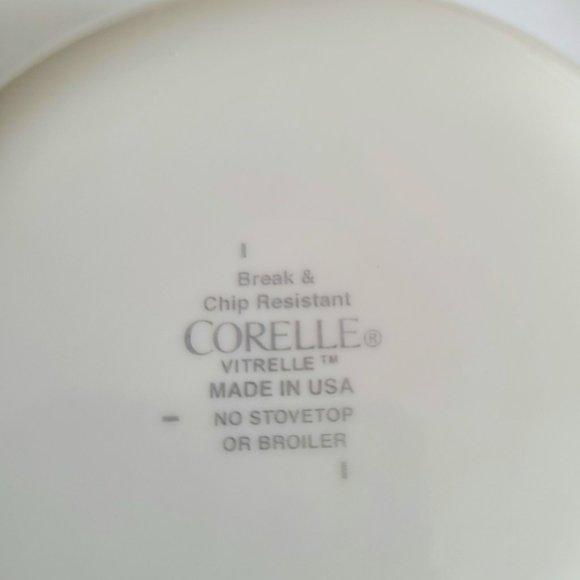 Break &
Chip Resistant
CORELLE®
VITRELLE™
MADE IN USA
NO STOVETOP
OR BROILER